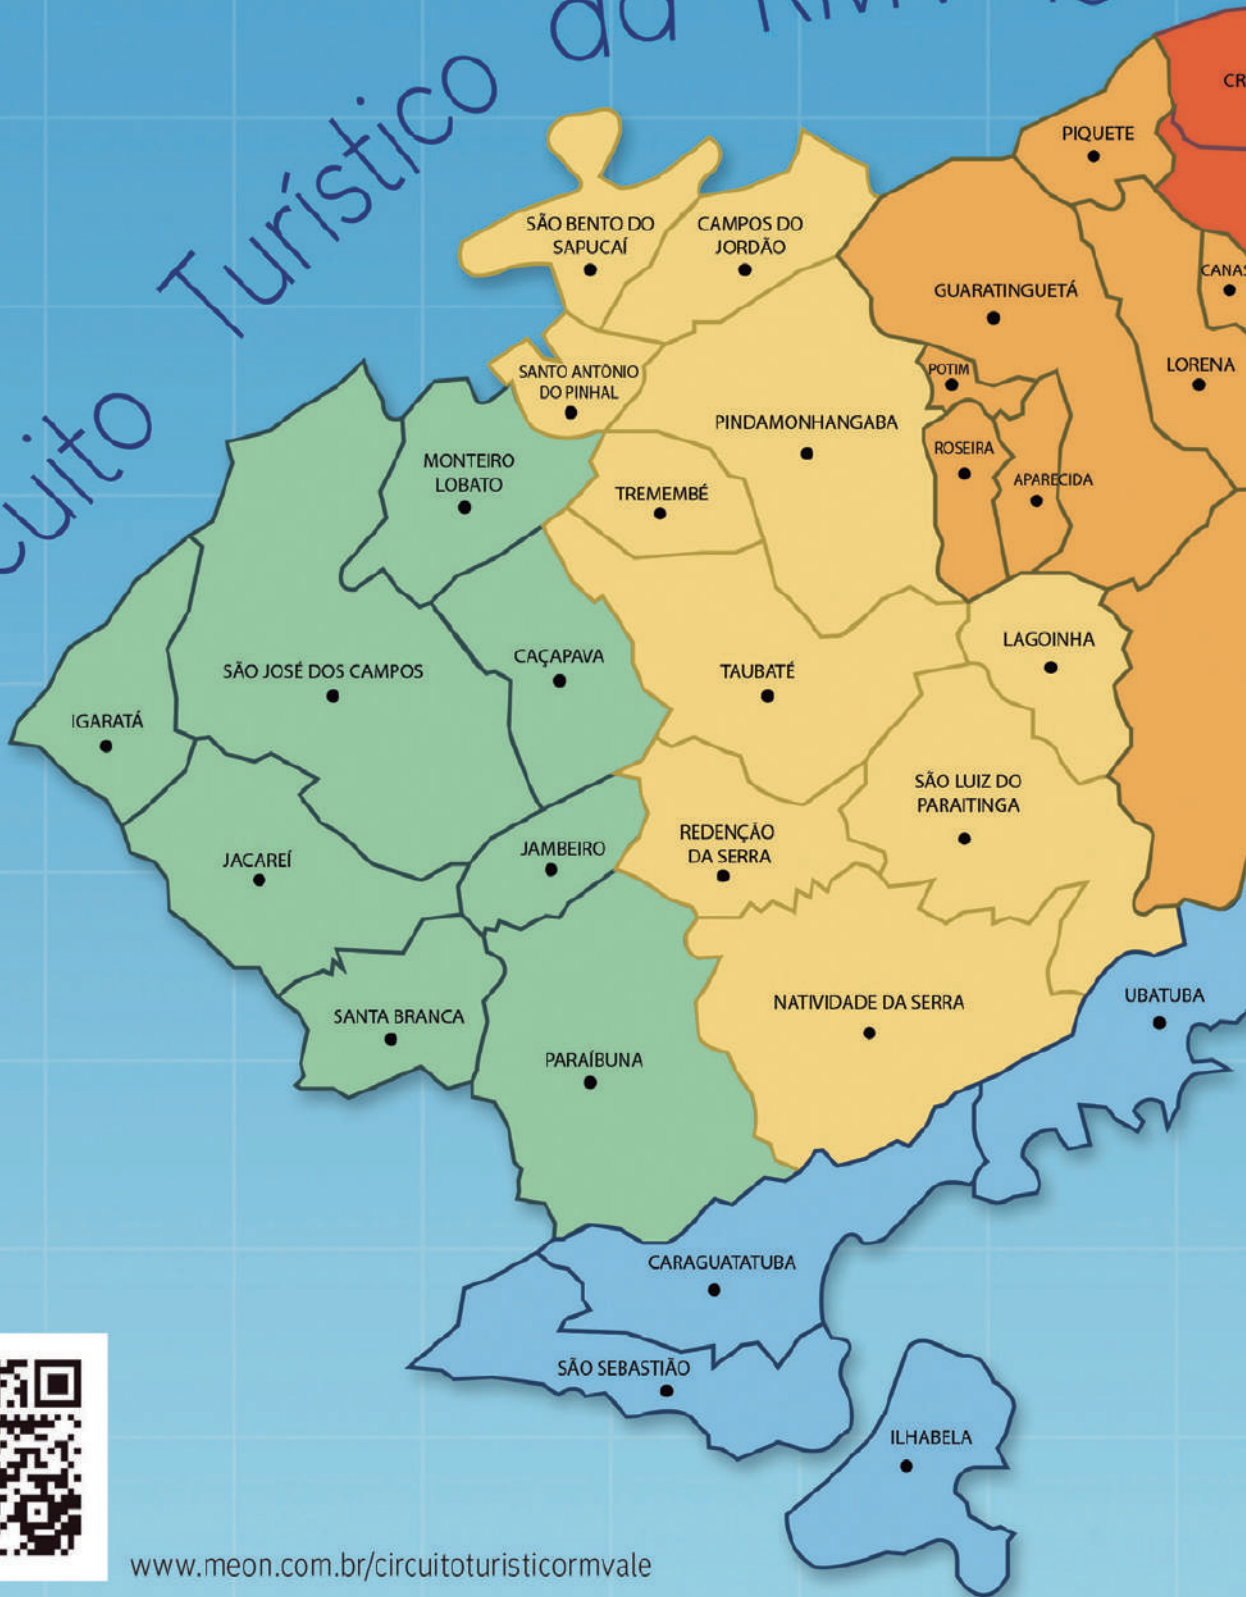 cuito Turístico da RM
CR
PIQUETE
SÃO BENTO DO
SAPUCAÍ
CAMPOS DO
JORDÃO
CANAS
GUARATINGUETÁ
LORENA
POTIM
SANTO ANTÔNIO
DO PINHAL
PINDAMONHANGABA
ROSEIRA
APARECIDA
MONTEIRO
LOBATO
TREMEMBÉ
LAGOINHA
CAÇAPAVA
SÃO JOSÉ DOS CAMPOS
TAUBATÉ
IGARATÁ
SÃO LUIZ DO
PARAITINGA
REDENÇÃO
DA SERRA
JAMBEIRO
JACAREÍ
UBATUBA
NATIVIDADE DA SERRA
SANTA BRANCA
PARAÍBUNA
CARAGUATATUBA
SÃO SEBASTIÃO
ILHABELA
www.meon.com.br/circuitoturisticormvale